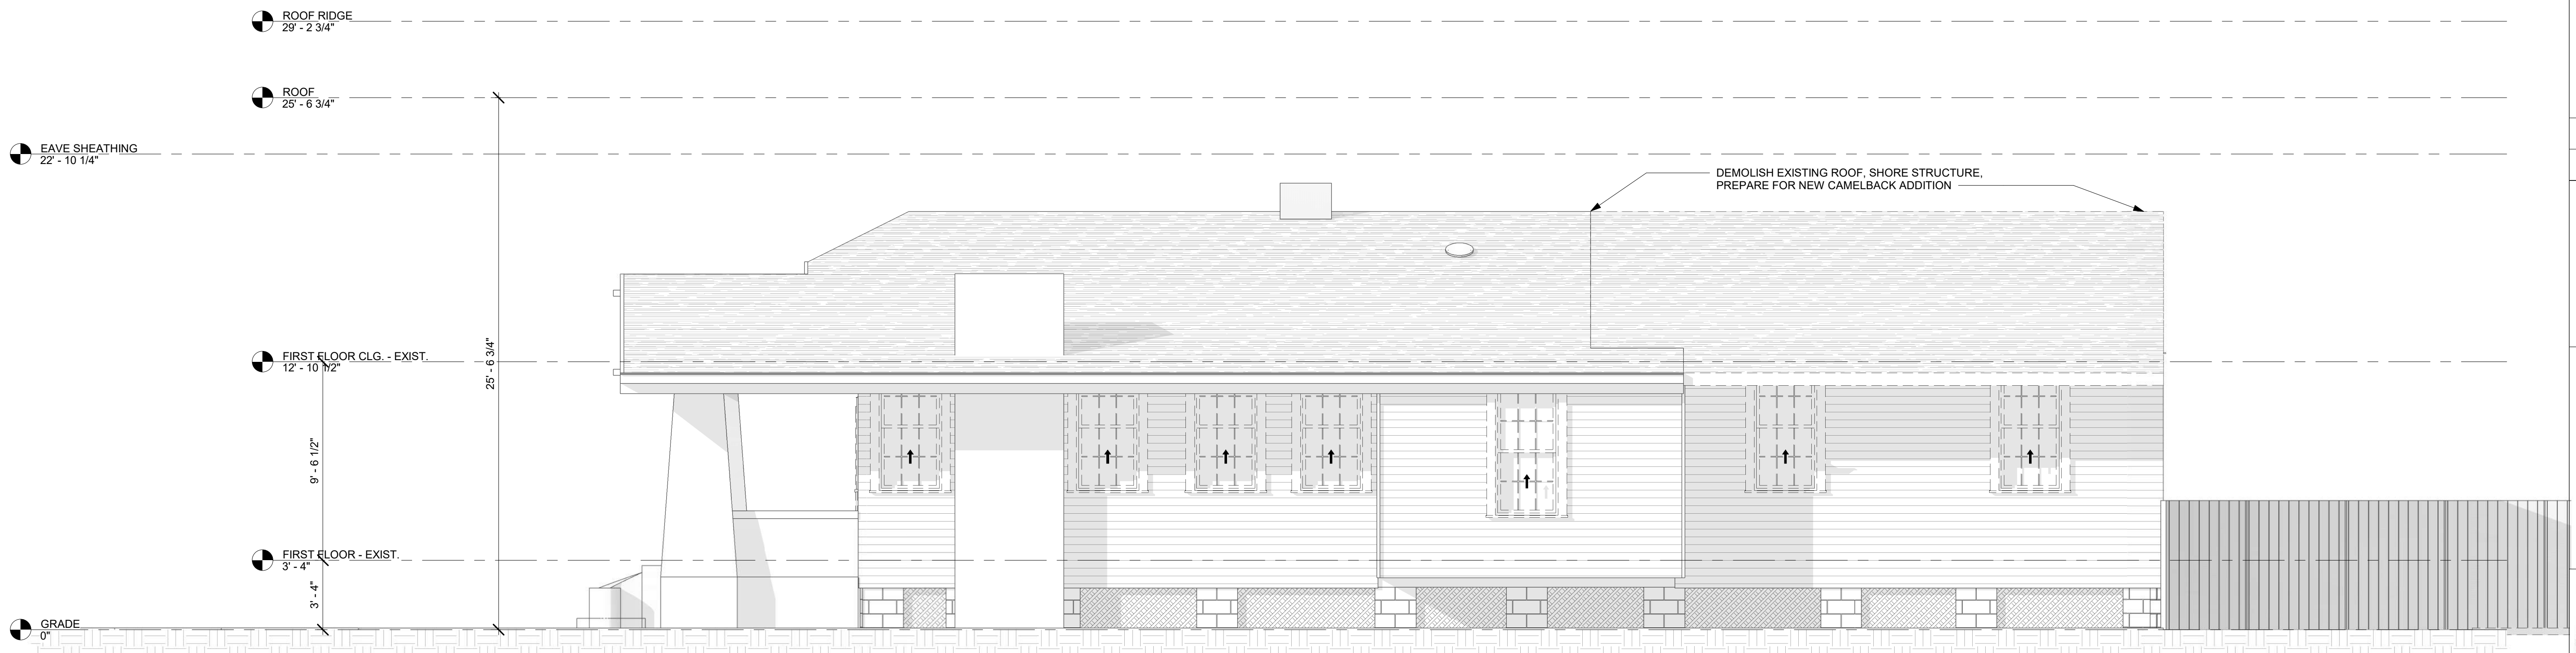 ROOF RIDGE
29' - 2 3/4"
ROOF
25' - 6 3/4"
EAVE SHEATHING
22' - 10 1/4"
DEMOLISH EXISTING ROOF, SHORE STRUCTURE,
PREPARE FOR NEW CAMELBACK ADDITION
FIRST FLOOR CLG. - EXIST.
12' - 10 1/2"
25' - 6 3/4"
9' - 6 1/2"
FIRST FLOOR - EXIST.
3' - 4"
3' - 4"
GRADE
0"